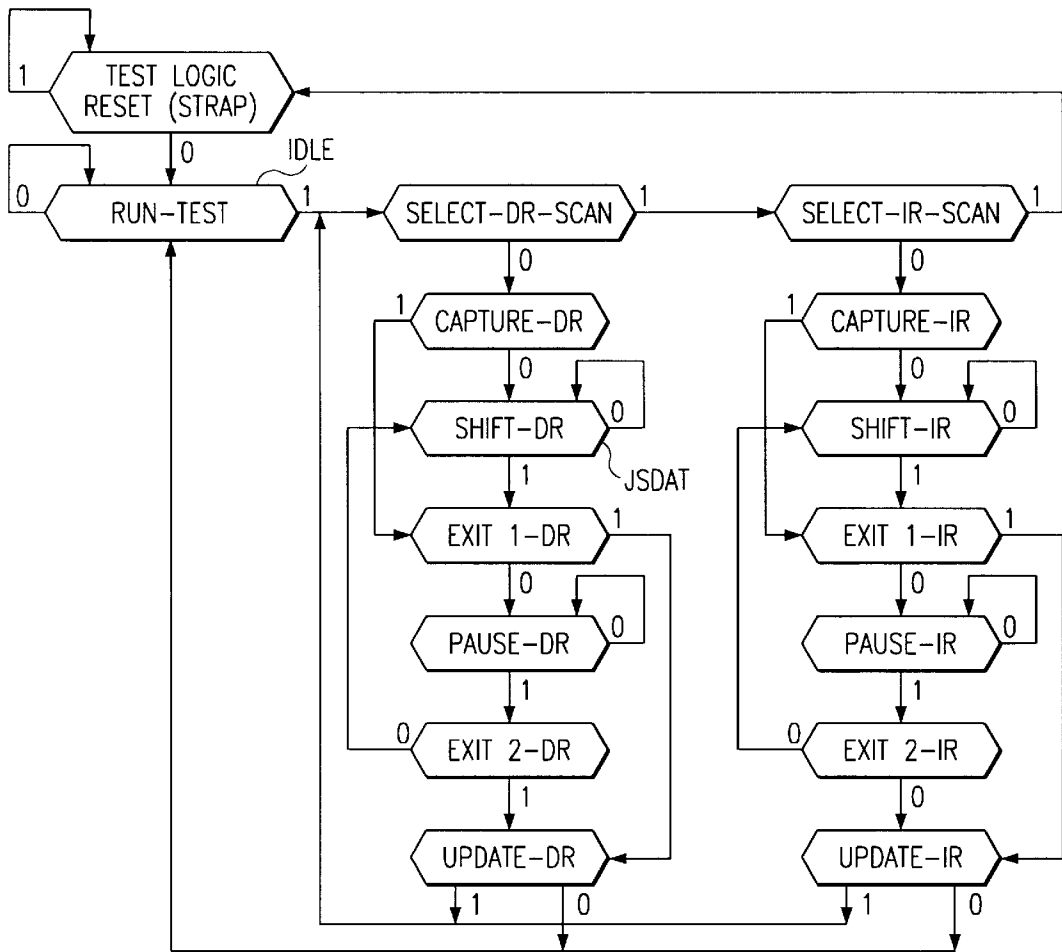 1
TEST LOGIC
RESET (STRAP)
0
IDLE
0
RUN-TEST
1
SELECT-DR-SCAN
1
SELECT-IR-SCAN
1
0
0
1
CAPTURE-DR
1
CAPTURE-IR
0
0
SHIFT-DR
0
SHIFT-IR
0
1
JSDAT
1
EXIT 1-DR
1
EXIT 1-IR
1
0
0
PAUSE-DR
0
PAUSE-IR
0
1
1
0
EXIT 2-DR
0
EXIT 2-IR
1
0
UPDATE-DR
UPDATE-IR
1
0
1
0